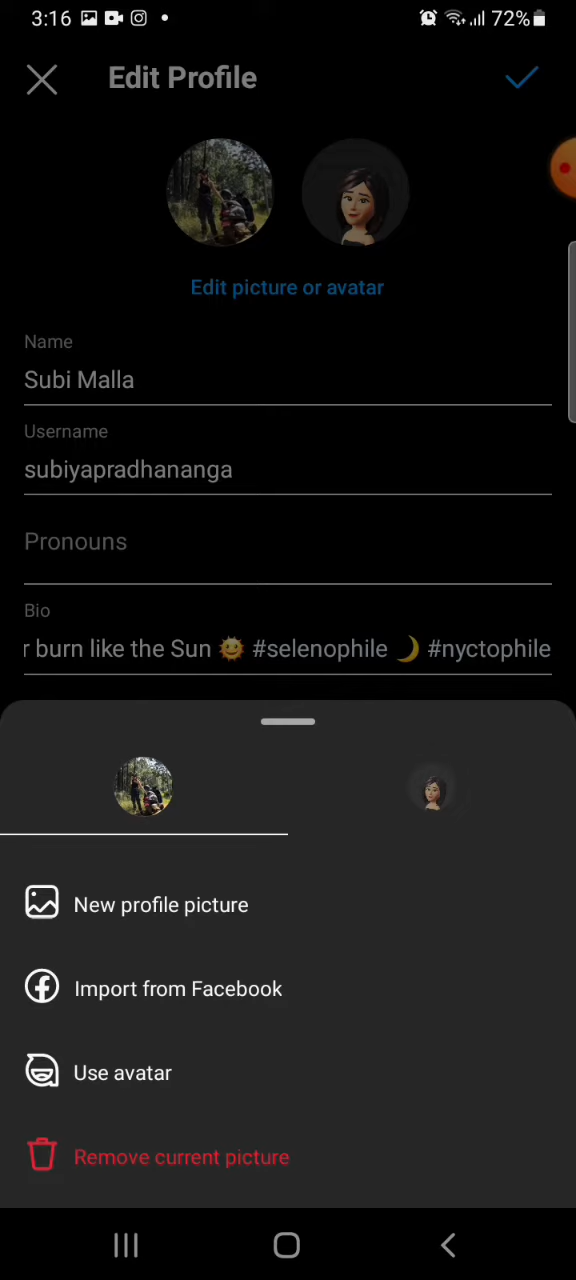 3:16 72%
Edit Profile
Edit picture or avatar
Name
Subi Malla
Username
subiyapradhananga
Pronouns
Bio
r burn like the Sun 🌞 #selenophile 🌙 #nyctophile
New profile picture
Import from Facebook
Use avatar
Remove current picture